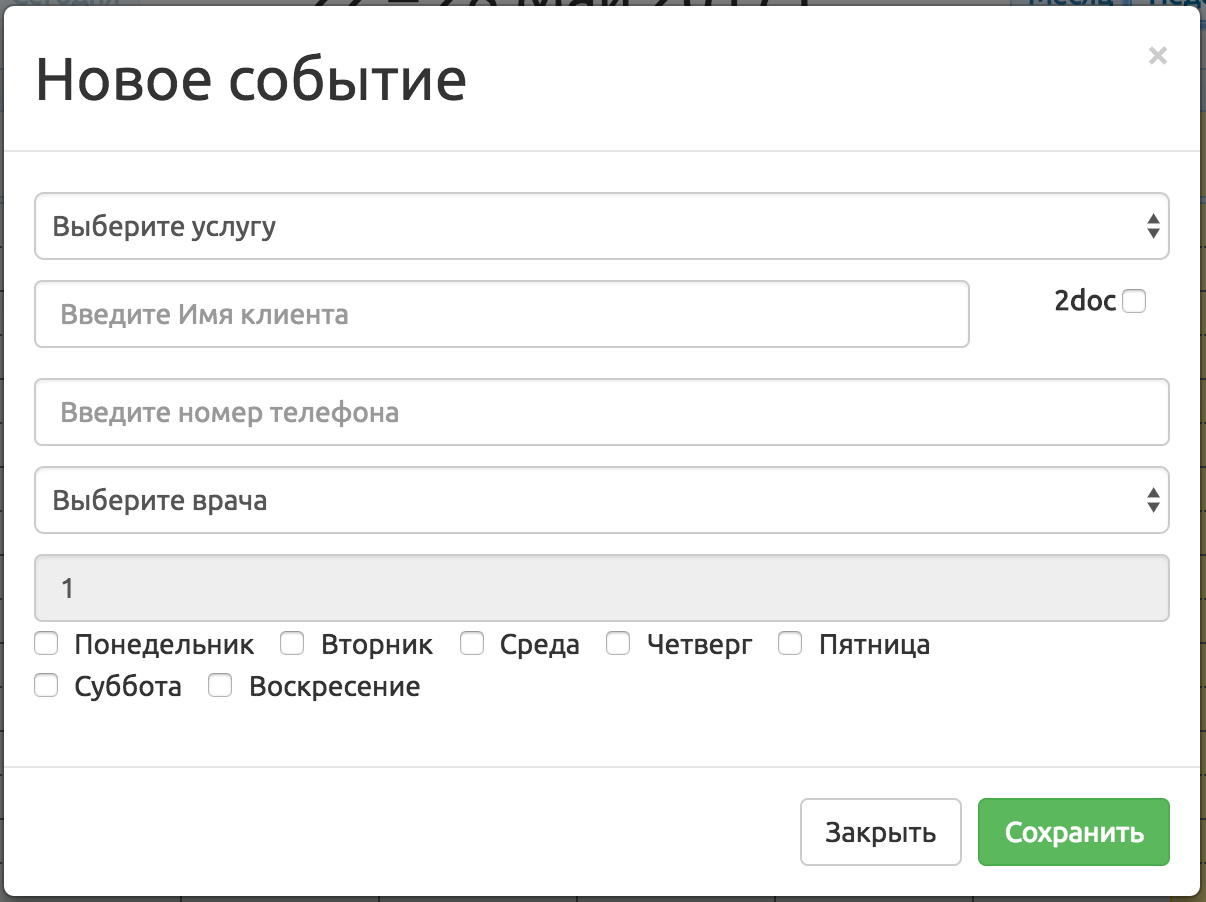 Новое событие
×
Выберите услугу
Введите Имя клиента
2doc
Введите номер телефона
Выберите врача
1
Понедельник Вторник Среда Четверг Пятница
Суббота Воскресение
Закрыть Сохранить